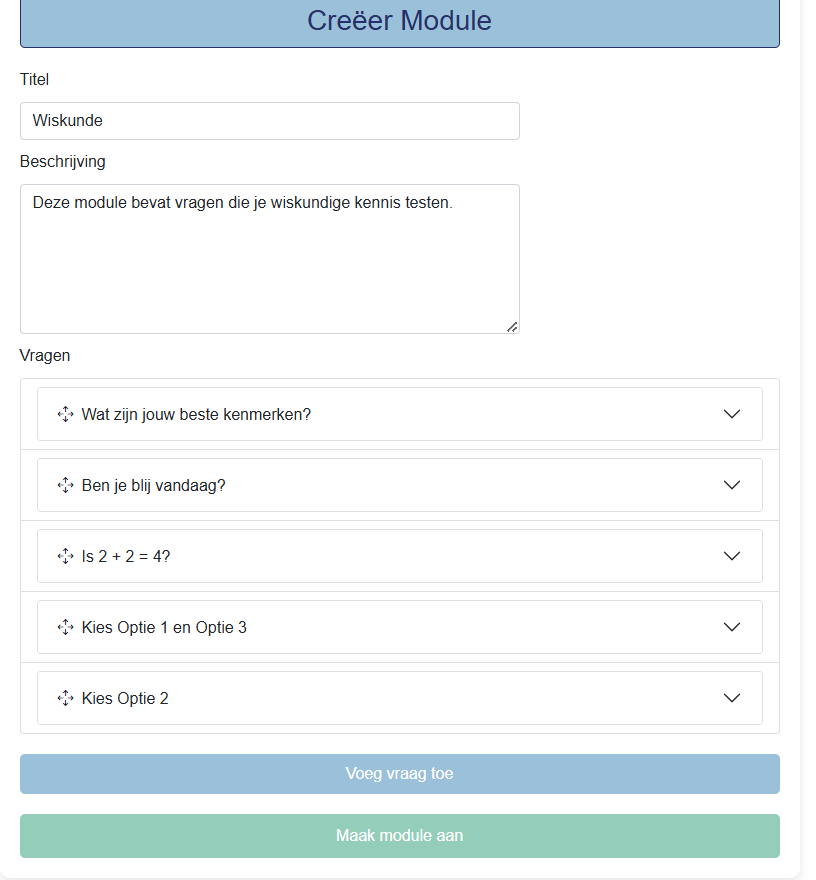 Creëer Module
Titel
Wiskunde
Beschrijving
Deze module bevat vragen die je wiskundige kennis testen.
Vragen
Wat zijn jouw beste kenmerken?
Ben je blij vandaag?
Is 2 + 2 = 4?
Kies Optie 1 en Optie 3
Kies Optie 2
Voeg vraag toe
Maak module aan